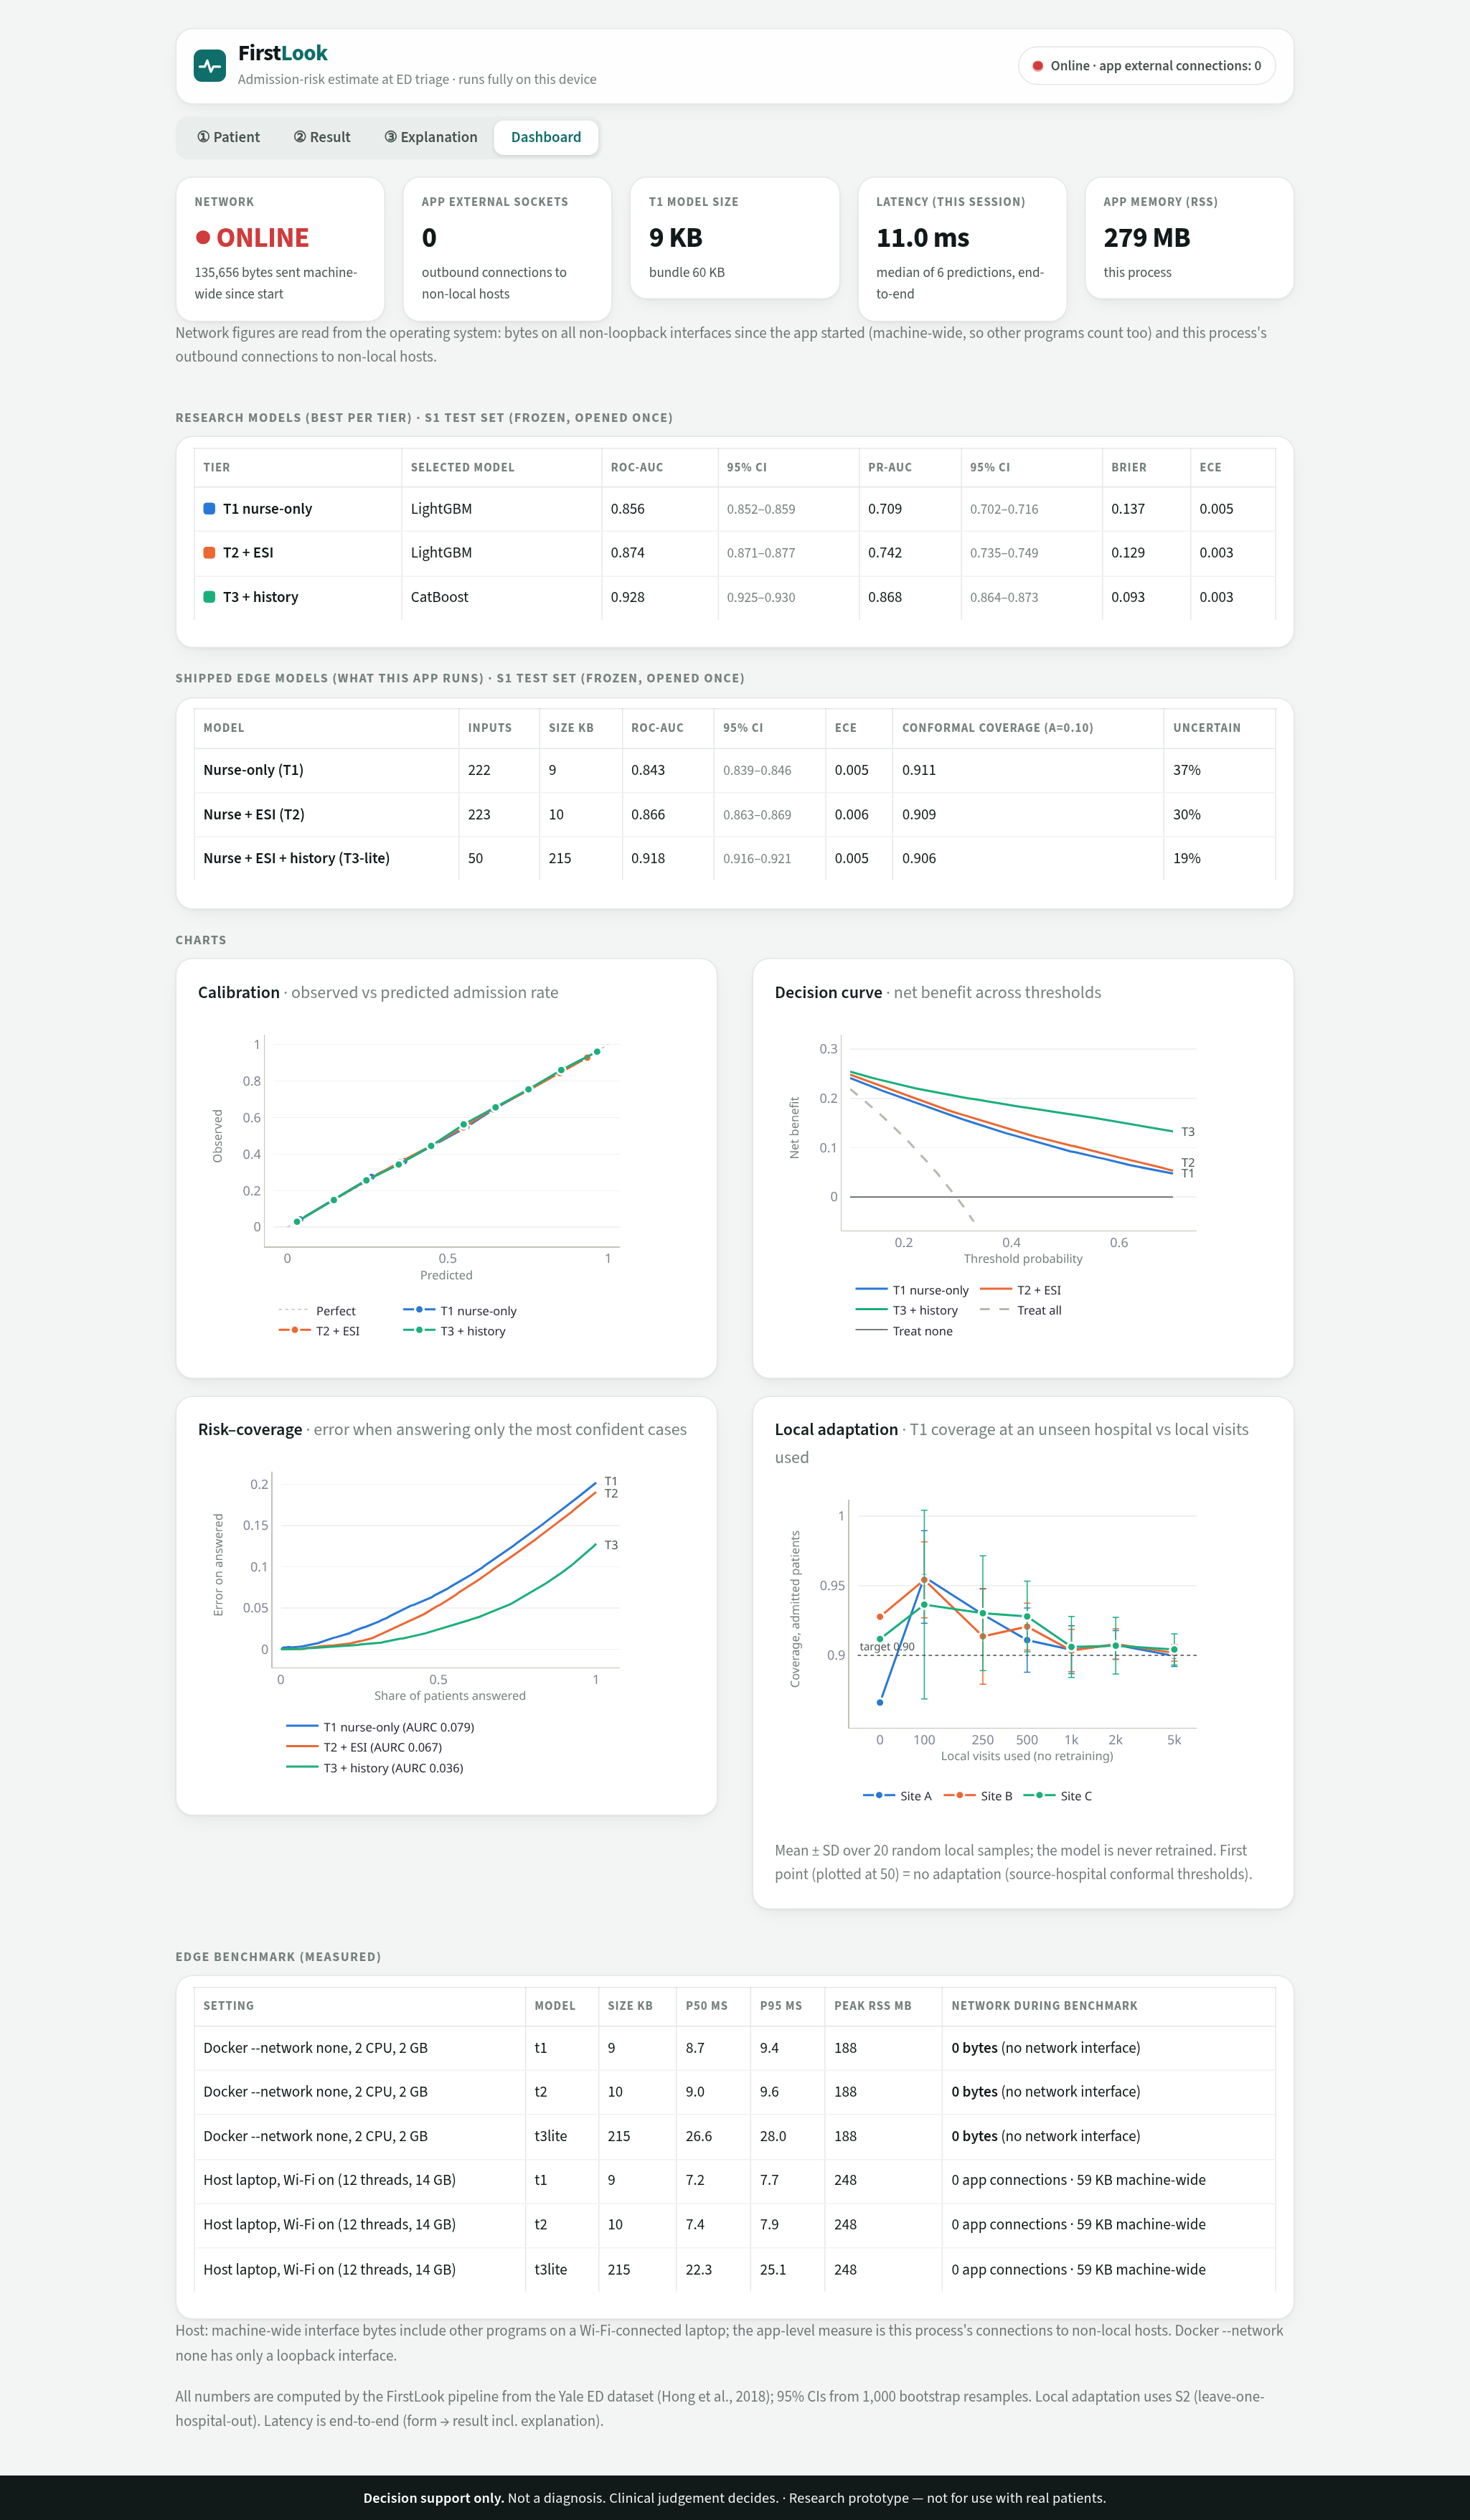 FirstLook
Admission-risk estimate at ED triage · runs fully on this device
Online · app external connections: 0
① Patient ② Result ③ Explanation Dashboard
NETWORK
ONLINE
135,656 bytes sent machine-
wide since start
APP EXTERNAL SOCKETS
0
outbound connections to
non-local hosts
T1 MODEL SIZE
9 KB
bundle 60 KB
LATENCY (THIS SESSION)
11.0 ms
median of 6 predictions, end-
to-end
APP MEMORY (RSS)
279 MB
this process
Network figures are read from the operating system: bytes on all non-loopback interfaces since the app started (machine-wide, so other programs count too) and this process's
outbound connections to non-local hosts.
RESEARCH MODELS (BEST PER TIER) · S1 TEST SET (FROZEN, OPENED ONCE)
TIER SELECTED MODEL ROC-AUC 95% CI PR-AUC 95% CI BRIER ECE
T1 nurse-only LightGBM 0.856 0.852–0.859 0.709 0.702–0.716 0.137 0.005
T2 + ESI LightGBM 0.874 0.871–0.877 0.742 0.735–0.749 0.129 0.003
T3 + history CatBoost 0.928 0.925–0.930 0.868 0.864–0.873 0.093 0.003
SHIPPED EDGE MODELS (WHAT THIS APP RUNS) · S1 TEST SET (FROZEN, OPENED ONCE)
MODEL INPUTS SIZE KB ROC-AUC 95% CI ECE CONFORMAL COVERAGE (A=0.10) UNCERTAIN
Nurse-only (T1) 222 9 0.843 0.839–0.846 0.005 0.911 37%
Nurse + ESI (T2) 223 10 0.866 0.863–0.869 0.006 0.909 30%
Nurse + ESI + history (T3-lite) 50 215 0.918 0.916–0.921 0.005 0.906 19%
CHARTS
Calibration · observed vs predicted admission rate
Observed
1
0.8
0.6
0.4
0.2
0
0 0.5 1
Predicted
Perfect T1 nurse-only
T2 + ESI T3 + history
Decision curve · net benefit across thresholds
Net benefit
0.3
0.2
0.1
0
T3
T2
T1
0.2 0.4 0.6
Threshold probability
T1 nurse-only T2 + ESI
T3 + history Treat all
Treat none
Risk–coverage · error when answering only the most confident cases
Error on answered
0.2
0.15
0.1
0.05
0
T1
T2
T3
0 0.5 1
Share of patients answered
T1 nurse-only (AURC 0.079)
T2 + ESI (AURC 0.067)
T3 + history (AURC 0.036)
Local adaptation · T1 coverage at an unseen hospital vs local visits
used
Coverage, admitted patients
1
0.95
0.9
target 0.90
0 100 250 500 1k 2k 5k
Local visits used (no retraining)
Site A Site B Site C
Mean ± SD over 20 random local samples; the model is never retrained. First
point (plotted at 50) = no adaptation (source-hospital conformal thresholds).
EDGE BENCHMARK (MEASURED)
SETTING MODEL SIZE KB P50 MS P95 MS PEAK RSS MB NETWORK DURING BENCHMARK
Docker --network none, 2 CPU, 2 GB t1 9 8.7 9.4 188 0 bytes (no network interface)
Docker --network none, 2 CPU, 2 GB t2 10 9.0 9.6 188 0 bytes (no network interface)
Docker --network none, 2 CPU, 2 GB t3lite 215 26.6 28.0 188 0 bytes (no network interface)
Host laptop, Wi-Fi on (12 threads, 14 GB) t1 9 7.2 7.7 248 0 app connections · 59 KB machine-wide
Host laptop, Wi-Fi on (12 threads, 14 GB) t2 10 7.4 7.9 248 0 app connections · 59 KB machine-wide
Host laptop, Wi-Fi on (12 threads, 14 GB) t3lite 215 22.3 25.1 248 0 app connections · 59 KB machine-wide
Host: machine-wide interface bytes include other programs on a Wi-Fi-connected laptop; the app-level measure is this process's connections to non-local hosts. Docker --network
none has only a loopback interface.
All numbers are computed by the FirstLook pipeline from the Yale ED dataset (Hong et al., 2018); 95% CIs from 1,000 bootstrap resamples. Local adaptation uses S2 (leave-one-
hospital-out). Latency is end-to-end (form → result incl. explanation).
Decision support only. Not a diagnosis. Clinical judgement decides. · Research prototype — not for use with real patients.